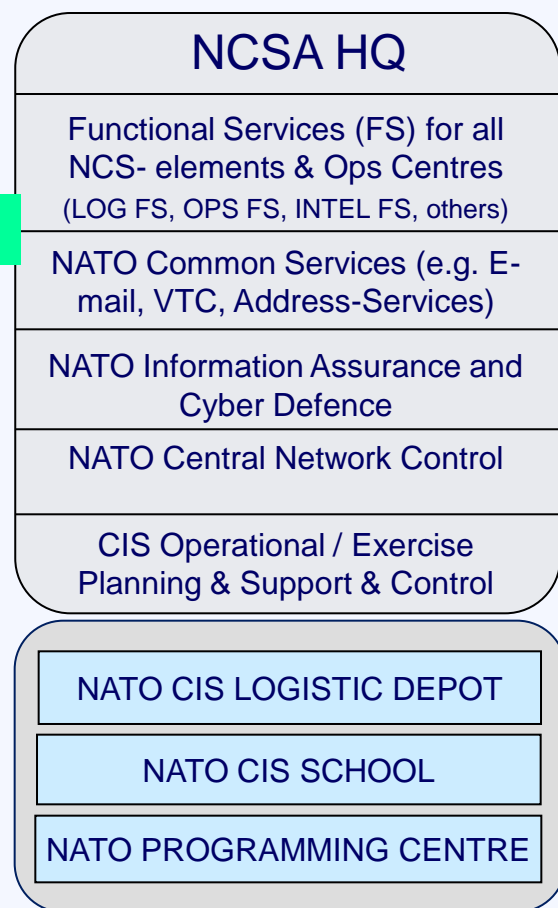 NCSA HQ
Functional Services (FS) for all
NCS- elements & Ops Centres
(LOG FS, OPS FS, INTEL FS, others)
NATO Common Services (e.g. E-
mail, VTC, Address-Services)
NATO Information Assurance and
Cyber Defence
NATO Central Network Control
CIS Operational / Exercise
Planning & Support & Control
NATO CIS LOGISTIC DEPOT
NATO CIS SCHOOL
NATO PROGRAMMING CENTRE